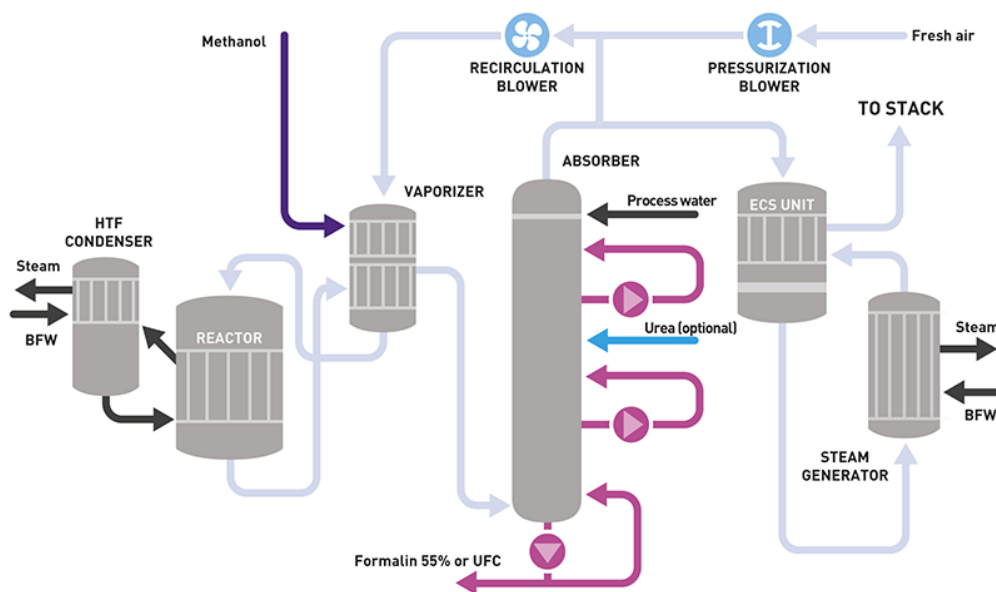 Methanol
RECIRCULATION
BLOWER
PRESSURIZATION
BLOWER
Fresh air
TO STACK
VAPORIZER
ABSORBER
Process water
ECS UNIT
HTF
CONDENSER
Steam
BFW
REACTOR
Urea (optional)
Steam
BFW
STEAM
GENERATOR
Formalin 55% or UFC